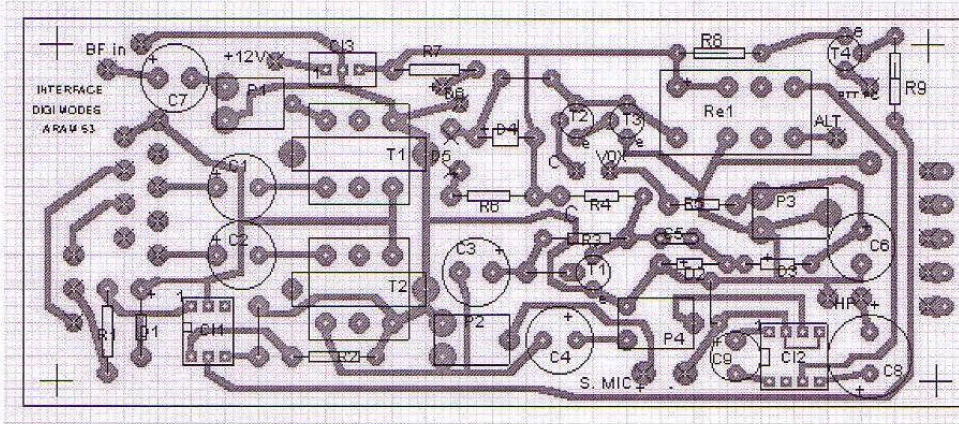 BF in
+12V
CI3
R7
R8
e
T4
C7
P1
D6
R9
INTERFACE
DIGI MODES
ARAM 63
T2
T3
Re1
ALT
D4
e
e
T1
D5
C
VOX
C1
R6
R4
R5
P3
C
C2
C3
R3
C5
C6
T1
D2
D3
T2
e
HP
R1
D1
CI1
P2
P4
R2
C4
C9
CI2
C8
S. MIC